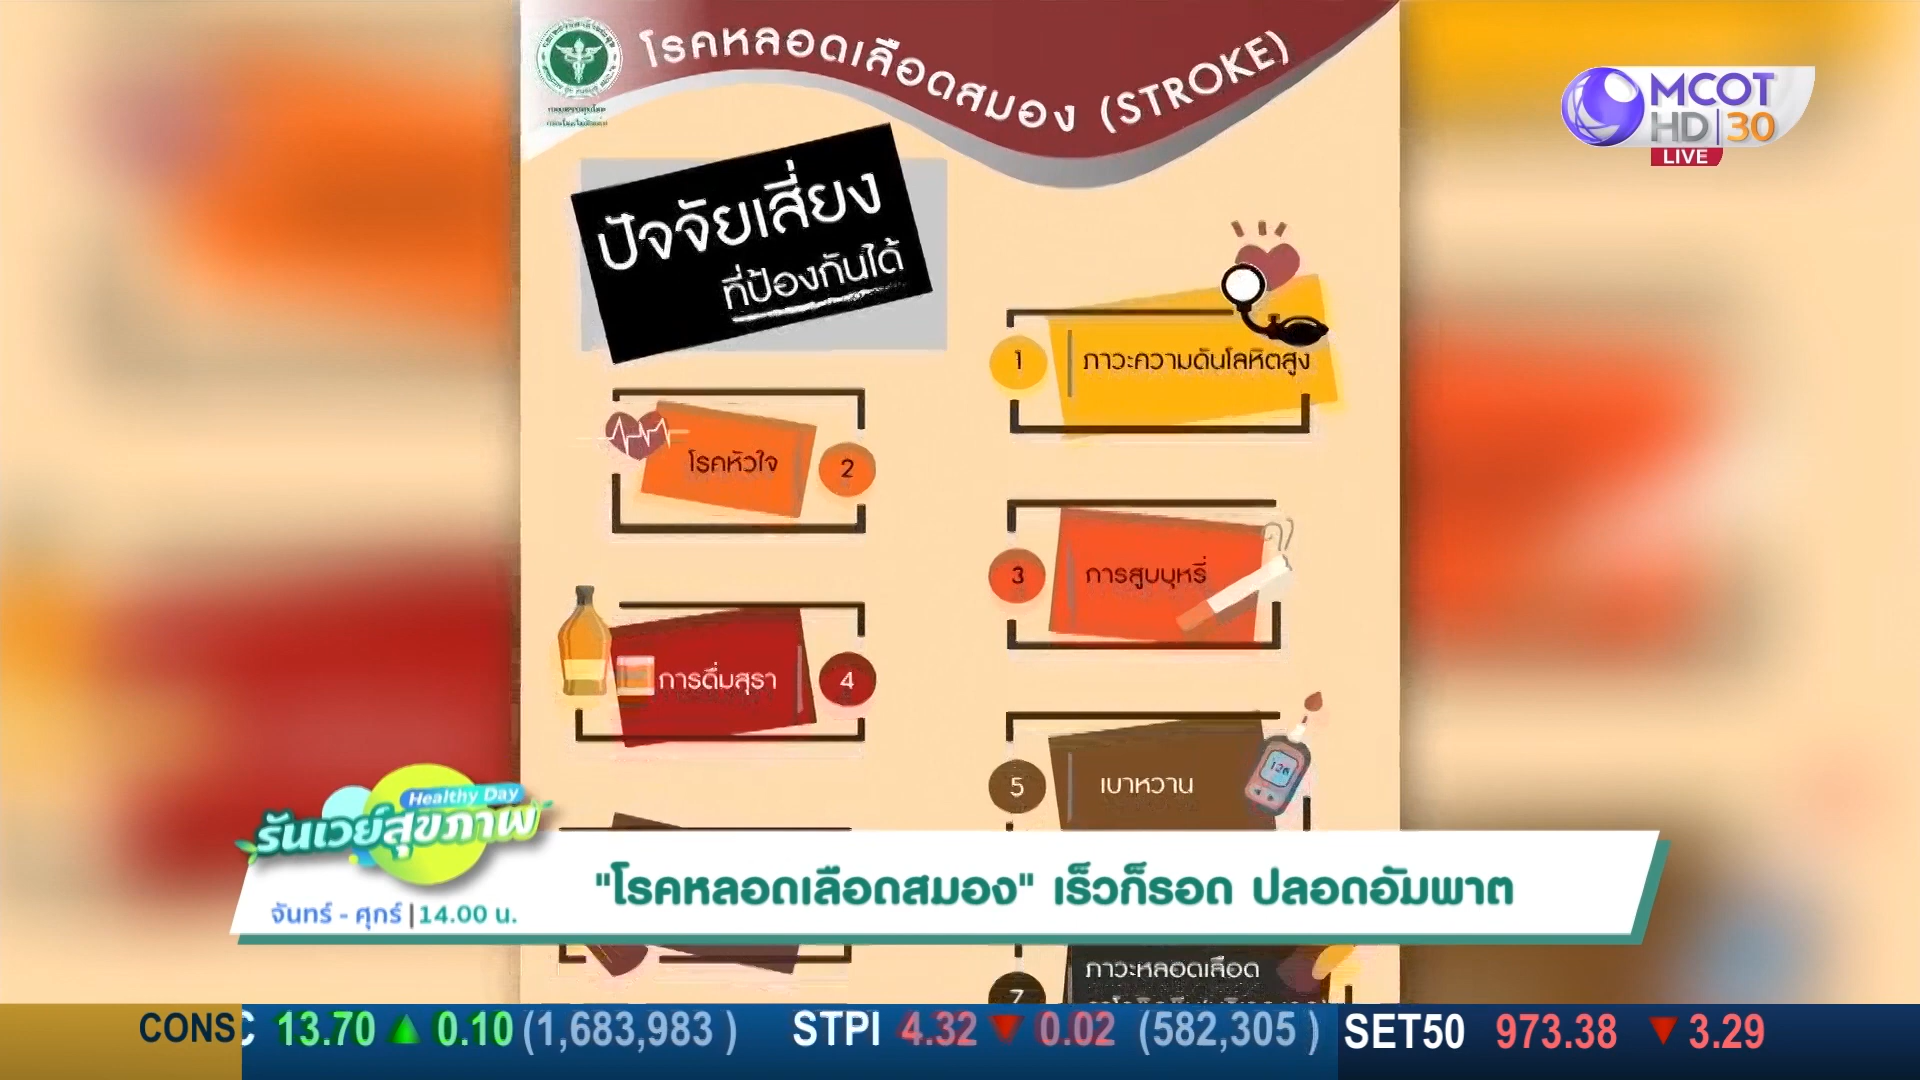 โรคหลอดเลือดสมอง (STROKE)
MCOT
HD 30
LIVE
ปัจจัยเสี่ยง
ที่ป้องกันได้
1
ภาวะความดันโลหิตสูง
โรคหัวใจ
2
3
การสูบบุหรี่
การดื่มสุรา
4
5
เบาหวาน
126
Healthy Day
รันเวย์สุขภาพ
จันทร์ - ศุกร์ | 14.00 น.
"โรคหลอดเลือดสมอง" เร็วก็รอด ปลอดอัมพาต
7
ภาวะหลอดเลือด
CONSC 13.70 ▲ 0.10 (1,683,983 ) STPI 4.32 ▼ 0.02 (582,305 ) SET50 973.38 ▼ 3.29